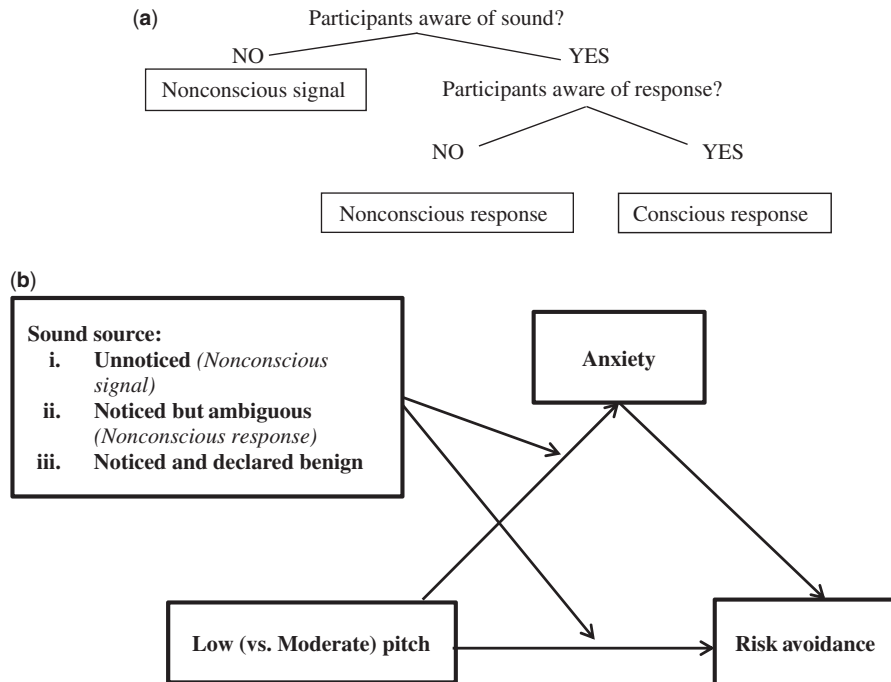 (a)
Participants aware of sound?
NO YES
Nonconscious signal
Participants aware of response?
NO YES
Nonconscious response Conscious response
(b)
Sound source:
i. Unnoticed (Nonconscious
signal)
ii. Noticed but ambiguous
(Nonconscious response)
iii. Noticed and declared benign
Anxiety
Low (vs. Moderate) pitch
Risk avoidance